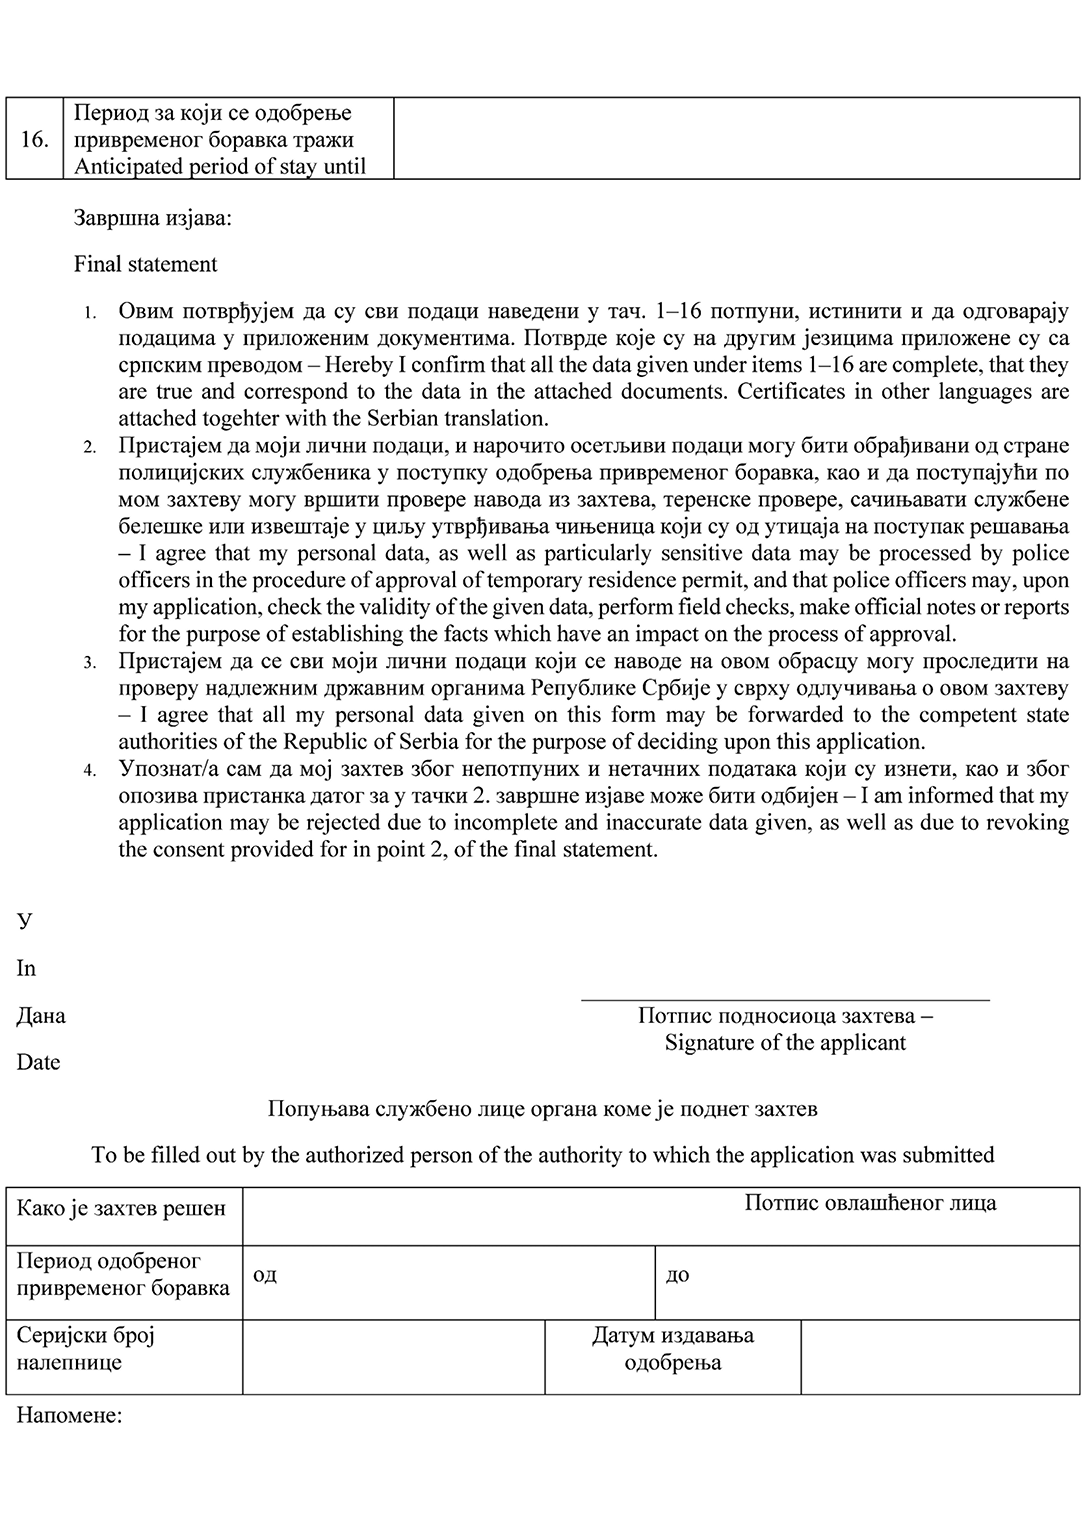 16.
Период за који се одобрење
привременог боравка тражи
Anticipated period of stay until
Завршна изјава:
Final statement
1. Овим потврђујем да су сви подаци наведени у тач. 1–16 потпуни, истинити и да одговарају
подацима у приложеним документима. Потврде које су на другим језицима приложене су са
српским преводом – Hereby I confirm that all the data given under items 1–16 are complete, that they
are true and correspond to the data in the attached documents. Certificates in other languages are
attached togehter with the Serbian translation.
2. Пристајем да моји лични подаци, и нарочито осетљиви подаци могу бити обрађивани од стране
полицијских службеника у поступку одобрења привременог боравка, као и да поступајући по
мом захтеву могу вршити провере навода из захтева, теренске провере, сачињавати службене
белешке или извештаје у циљу утврђивања чињеница који су од утицаја на поступак решавања
– I agree that my personal data, as well as particularly sensitive data may be processed by police
officers in the procedure of approval of temporary residence permit, and that police officers may, upon
my application, check the validity of the given data, perform field checks, make official notes or reports
for the purpose of establishing the facts which have an impact on the process of approval.
3. Пристајем да се сви моји лични подаци који се наводе на овом обрасцу могу проследити на
проверу надлежним државним органима Републике Србије у сврху одлучивања о овом захтеву
– I agree that all my personal data given on this form may be forwarded to the competent state
authorities of the Republic of Serbia for the purpose of deciding upon this application.
4. Упознат/а сам да мој захтев због непотпуних и нетачних података који су изнети, као и због
опозива пристанка датог за у тачки 2. завршне изјаве може бити одбијен – I am informed that my
application may be rejected due to incomplete and inaccurate data given, as well as due to revoking
the consent provided for in point 2, of the final statement.
У
In
Дана
Date
Потпис подносиоца захтева –
Signature of the applicant
Попуњава службено лице органа коме је поднет захтев
To be filled out by the authorized person of the authority to which the application was submitted
Како је захтев решен
Потпис овлашћеног лица
Период одобреног
привременог боравка
од
до
Серијски број
налепнице
Датум издавања
одобрења
Напомене: